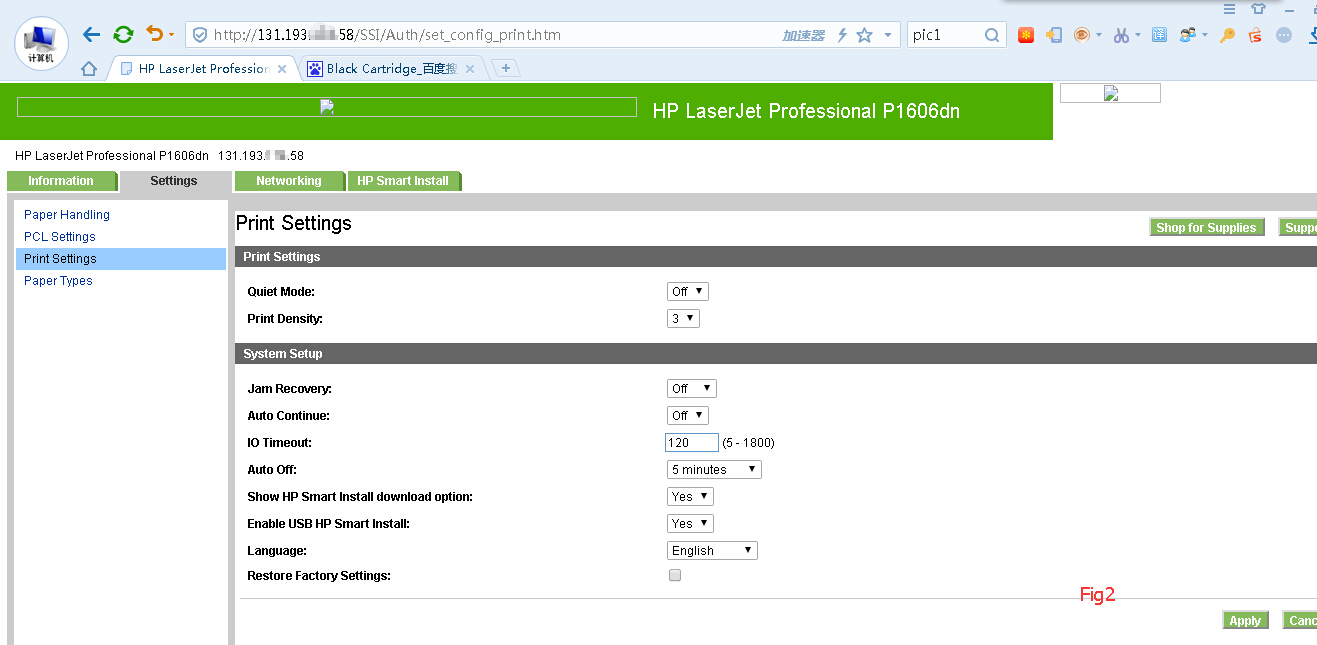 http://131.193. .58/SSI/Auth/set_config_print.htm 加速器 pic1
计算机
HP LaserJet Profession Black Cartridge_百度搜
HP LaserJet Professional P1606dn
HP LaserJet Professional P1606dn 131.193. .58
Information Settings Networking HP Smart Install
Paper Handling
PCL Settings
Print Settings
Paper Types
Print Settings
Shop for Supplies Suppo
Print Settings
Quiet Mode: Off
Print Density: 3
System Setup
Jam Recovery: Off
Auto Continue: Off
IO Timeout: 120 (5 - 1800)
Auto Off: 5 minutes
Show HP Smart Install download option: Yes
Enable USB HP Smart Install: Yes
Language: English
Restore Factory Settings:
Fig2
Apply Canc